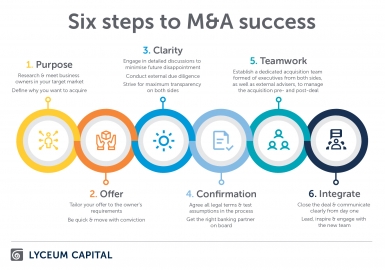 Six steps to M&A success
1. Purpose
Research & meet business
owners in your target market
Define why you want to acquire
2. Offer
Tailor your offer to the owner's
requirements
Be quick & move with conviction
3. Clarity
Engage in detailed discussions to
minimise future disappointment
Conduct external due diligence
Strive for maximum transparency
on both sides
4. Confirmation
Agree all legal terms & test
assumptions in the process
Get the right banking partner
on board
5. Teamwork
Establish a dedicated acquisition team
formed of executives from both sides,
as well as external advisers, to manage
the acquisition pre- and post-deal
6. Integrate
Close the deal & communicate
clearly from day one
Lead, inspire & engage with
the new team
LYCEUM CAPITAL